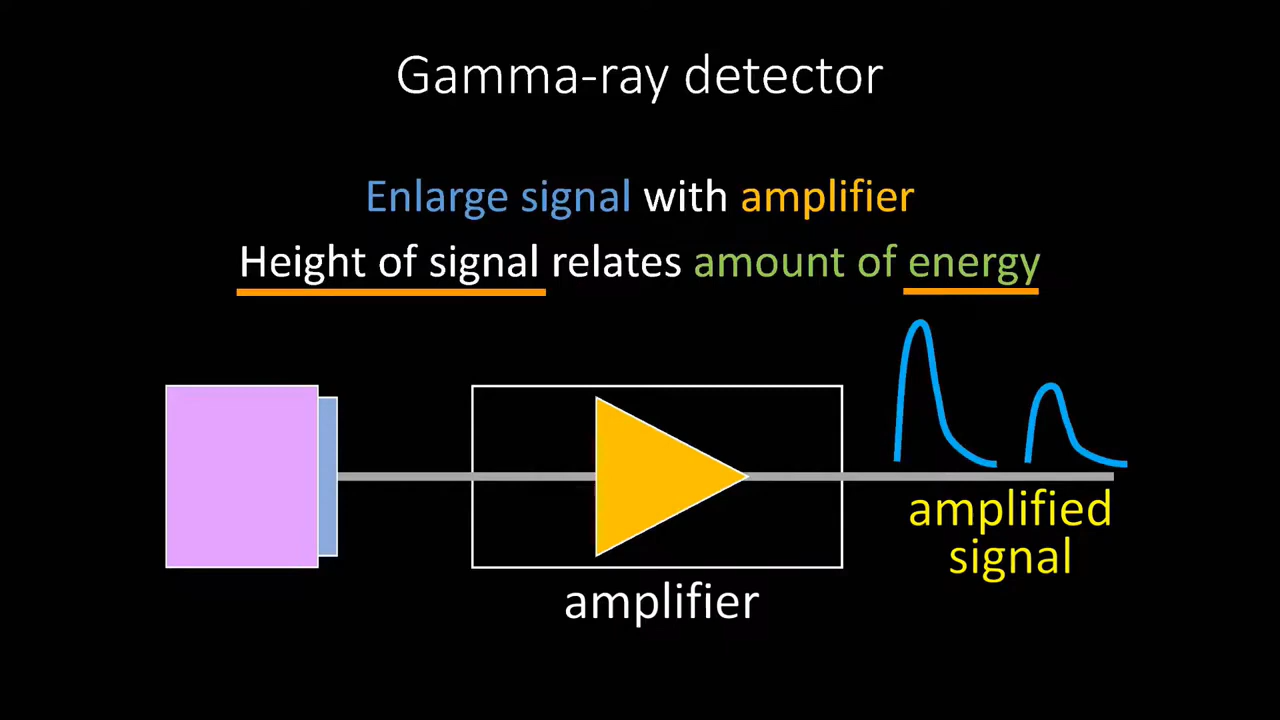 Gamma-ray detector
Enlarge signal with amplifier
Height of signal relates amount of energy
amplified
signal
amplifier